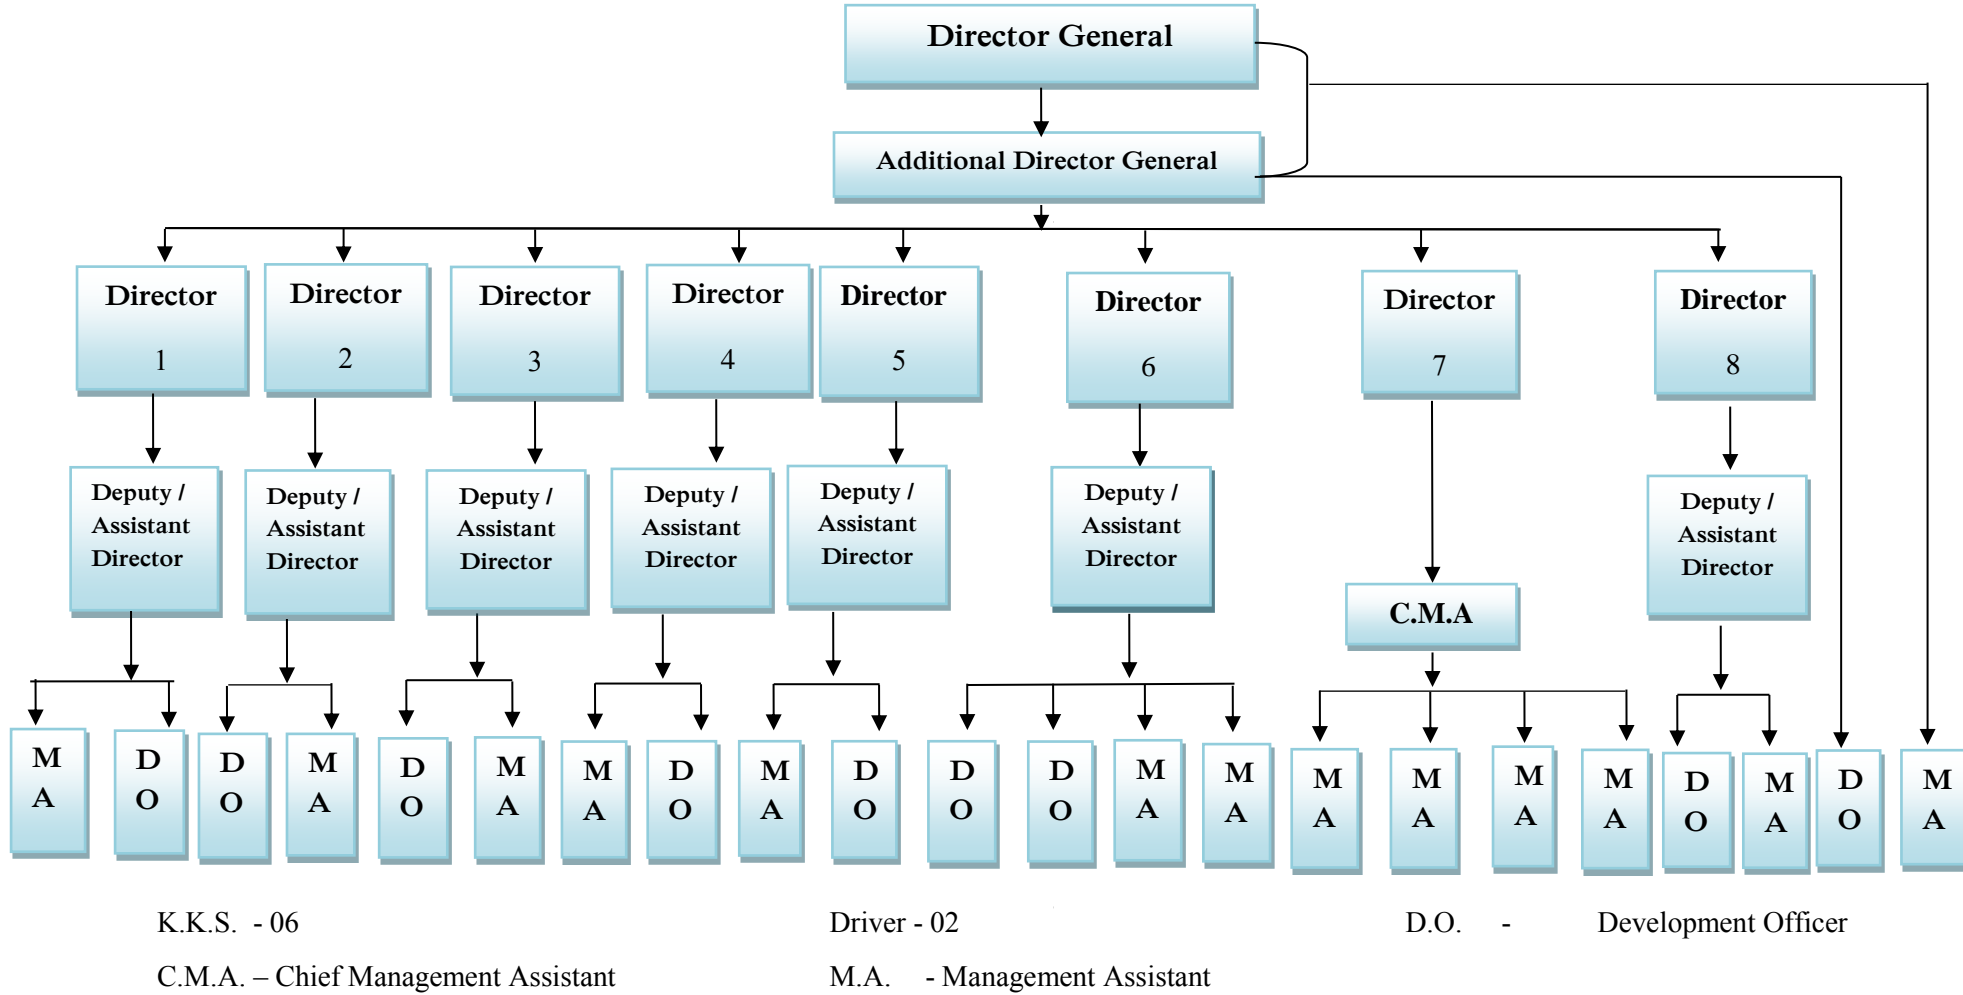 Director General
Additional Director General
Director
1
Director
2
Director
3
Director
4
Director
5
Director
6
Director
7
Director
8
Deputy /
Assistant
Director
Deputy /
Assistant
Director
Deputy /
Assistant
Director
Deputy /
Assistant
Director
Deputy /
Assistant
Director
Deputy /
Assistant
Director
C.M.A
Deputy /
Assistant
Director
M
A
D
O
D
O
M
A
D
O
M
A
M
A
D
O
M
A
D
O
D
O
D
O
M
A
M
A
M
A
M
A
M
A
M
A
D
O
M
A
D
O
M
A
K.K.S. - 06
Driver - 02
D.O. - Development Officer
C.M.A. – Chief Management Assistant
M.A. - Management Assistant